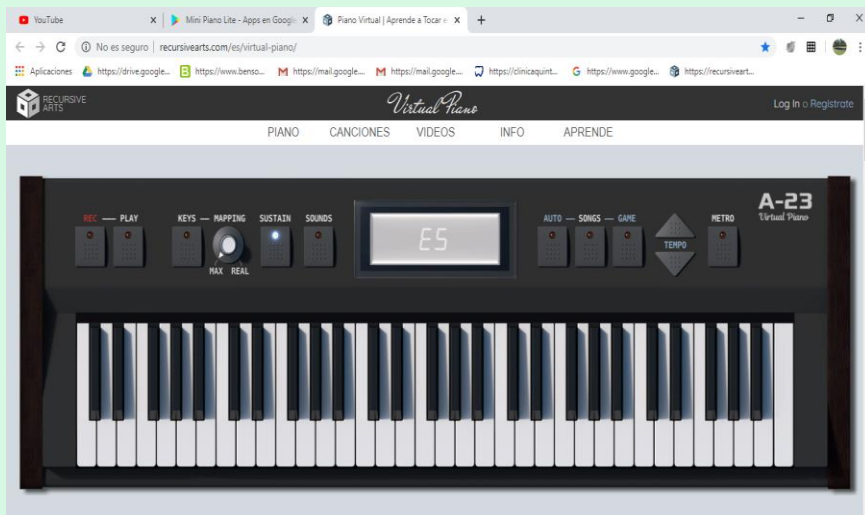 YouTube
Mini Piano Lite - Apps en Google
Piano Virtual | Aprende a Tocar e
No es seguro | recursivearts.com/es/virtual-piano/
Aplicaciones https://drive.google... https://www.benso... https://mail.google.... https://mail.google.... https://clinicaquint... https://www.google... https://recursiveart...
RECURSIVE
ARTS
Virtual Piano
Log In o Regístrate
PIANO CANCIONES VIDEOS INFO APRENDE
A-23
Virtual Piano
REC PLAY KEYS MAPPING SUSTAIN SOUNDS AUTO SONGS GAME METRO
ES
TEMPO
MAX REAL